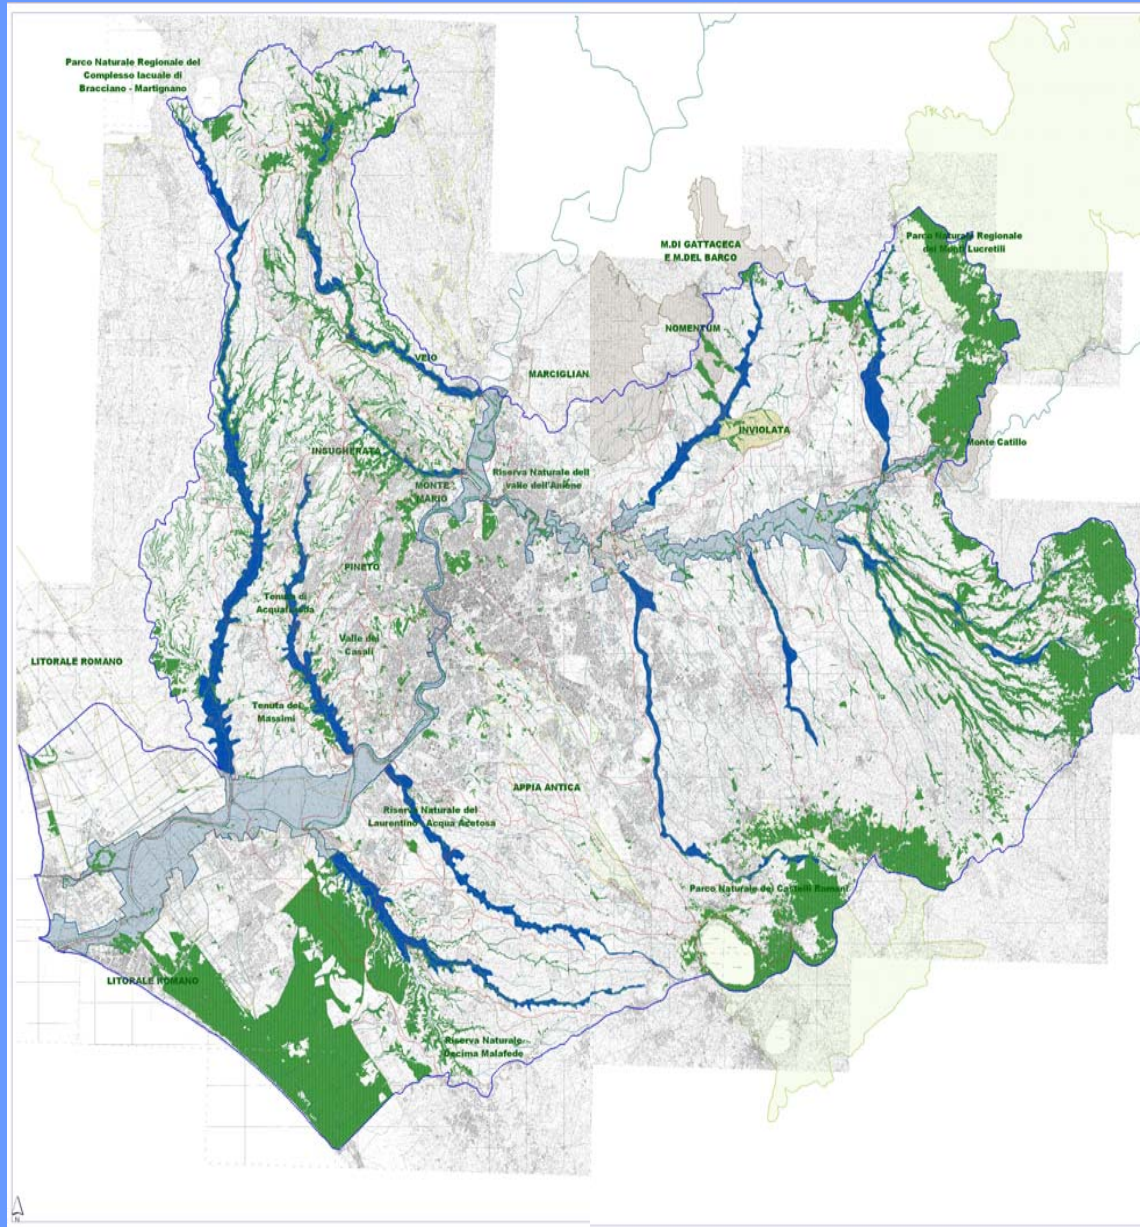 Parco Naturale Regionale del
Complesso lacuale di
Bracciano - Martignano
Parco Naturale Regionale
dei Monti Lucretili
M.DI GATTACECA
E M.DEL BARCO
NOMENTUM
VEIO
MARCIGLIAN
INVIOLATA
Monte Catillo
INSUGHERATA
Riserva Naturale dell
valle dell'Aniene
MONTE
MARIO
PINETO
Tenuta di
Acquafredda
Valle dei
Casali
LITORALE ROMANO
Tenuta dei
Massimi
APPIA ANTICA
Riserva Naturale del
Laurentino - Acqua Acetosa
Parco Naturale dei Castelli Romani
LITORALE ROMANO
Riserva Naturale
Decima Malafede
N